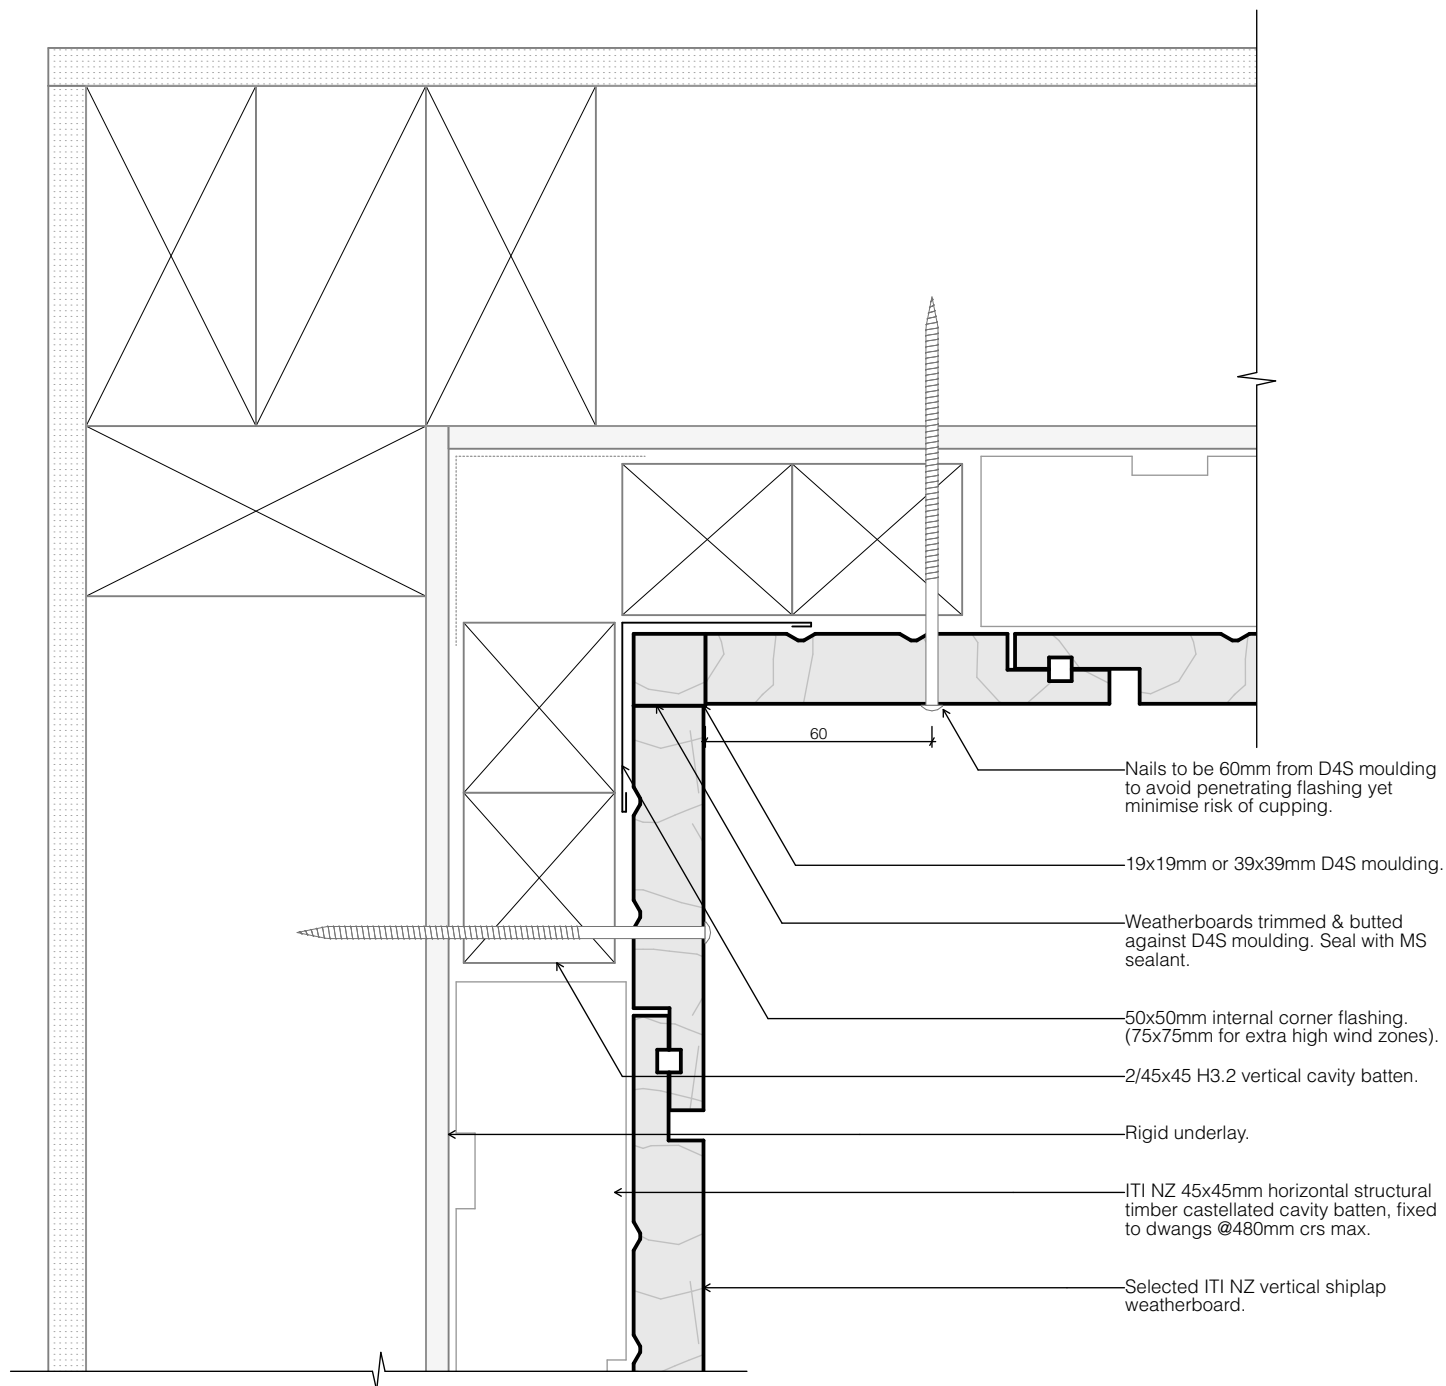 60
Nails to be 60mm from D4S moulding
to avoid penetrating flashing yet
minimise risk of cupping.
19x19mm or 39x39mm D4S moulding.
Weatherboards trimmed & butted
against D4S moulding. Seal with MS
sealant.
50x50mm internal corner flashing.
(75x75mm for extra high wind zones).
2/45x45 H3.2 vertical cavity batten.
Rigid underlay.
ITI NZ 45x45mm horizontal structural
timber castellated cavity batten, fixed
to dwangs @480mm crs max.
Selected ITI NZ vertical shiplap
weatherboard.